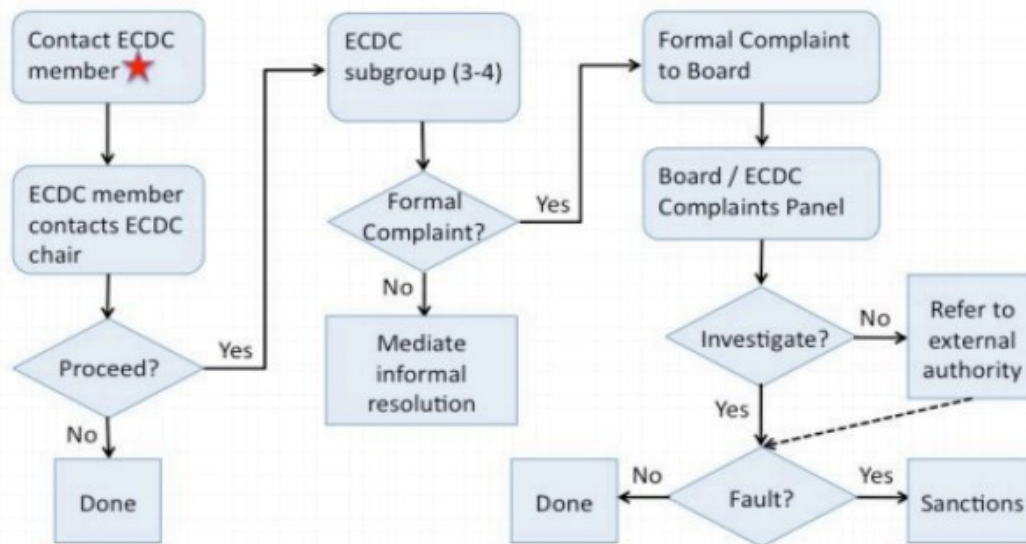 Contact ECDC
member
ECDC member
contacts ECDC
chair
Proceed?
Yes
No
Done
ECDC
subgroup (3-4)
Formal
Complaint?
Yes
No
Mediate
informal
resolution
Formal Complaint
to Board
Board / ECDC
Complaints Panel
Investigate?
No
Refer to
external
authority
Yes
Fault?
No
Done
Yes
Sanctions